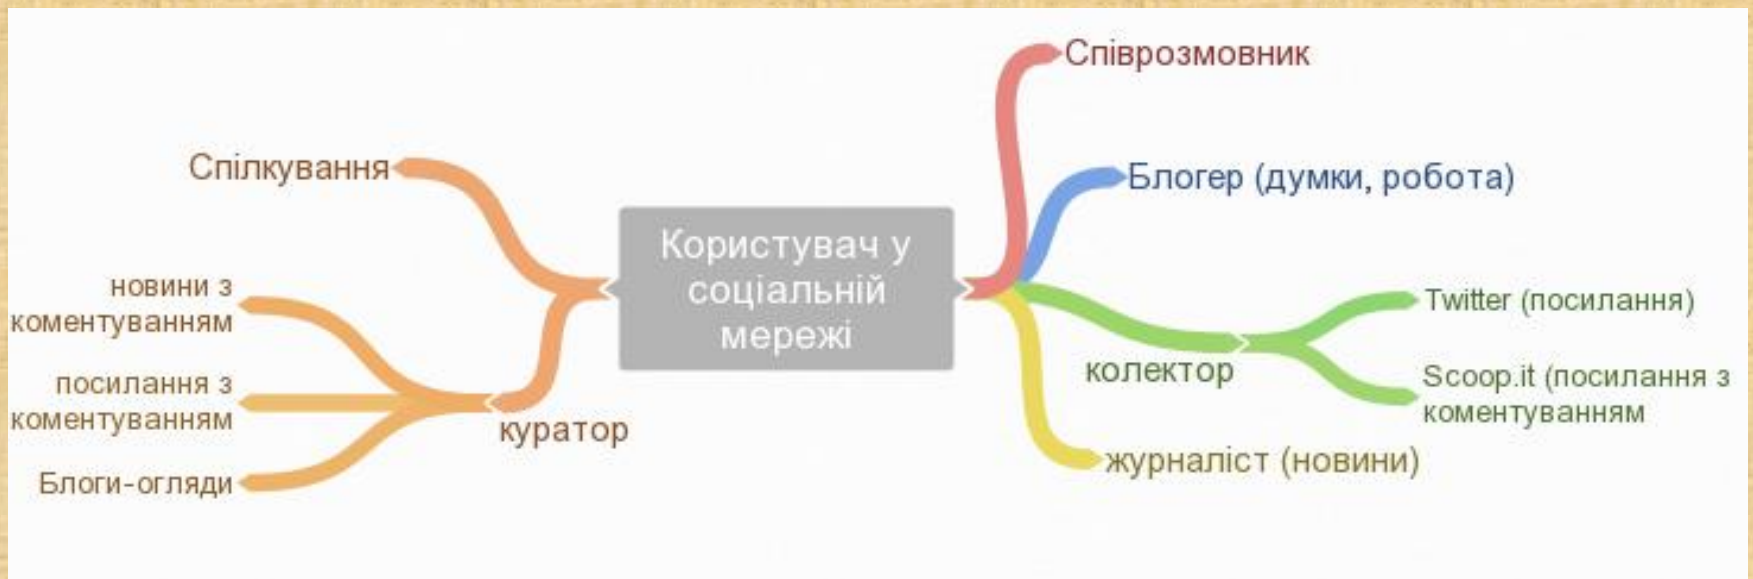 Співрозмовник
Спілкування
Блогер (думки, робота)
Користувач у
соціальній
мережі
новини з
коментуванням
посилання з
коментуванням
Блоги-огляди
куратор
колектор
Twitter (посилання)
Scoop.it (посилання з
коментуванням
журналіст (новини)